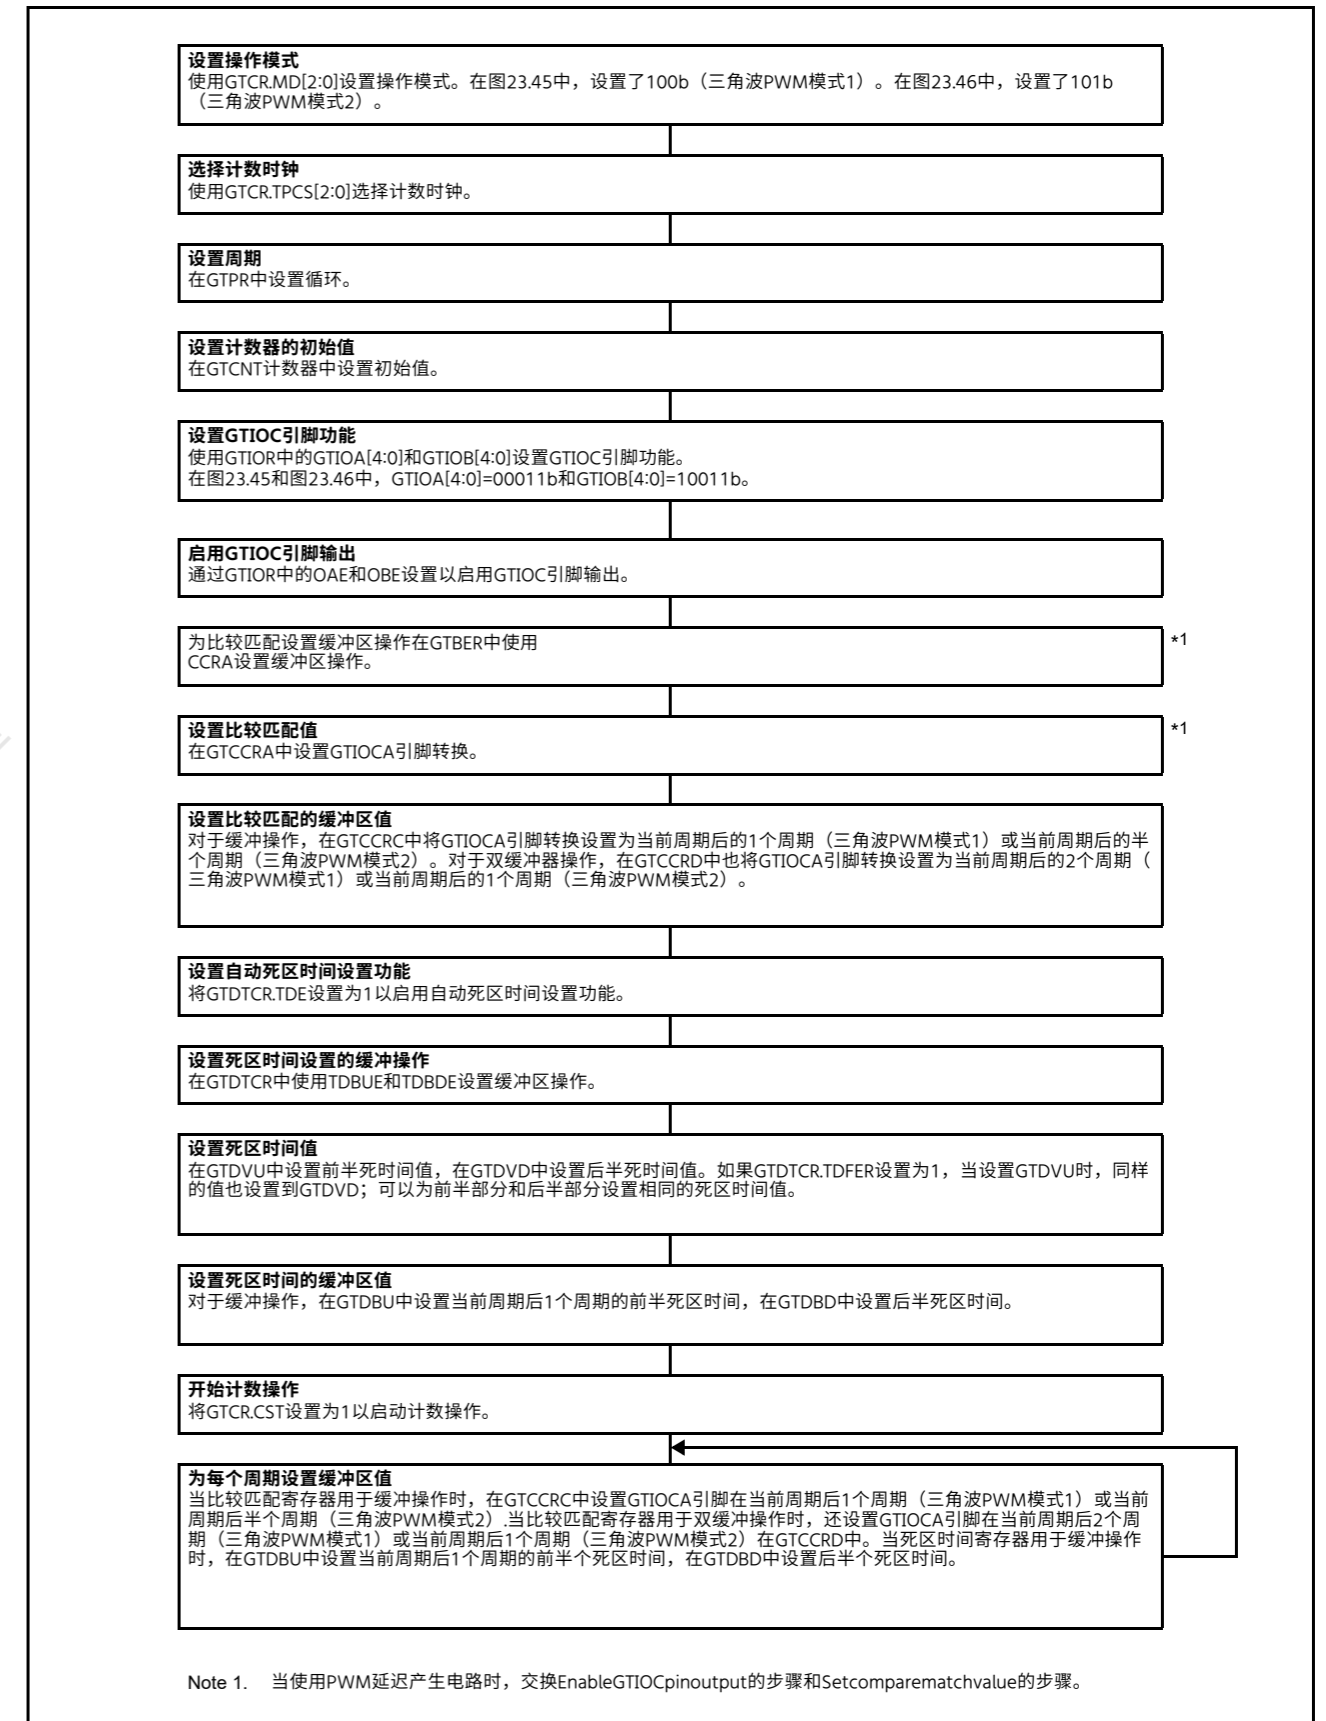 设置操作模式
使用GTCR.MD[2:0]设置操作模式。在图23.45中，设置了100b（三角波PWM模式1）。在图23.46中，设置了101b
（三角波PWM模式2）。
选择计数时钟
使用GTCR.TPCS[2:0]选择计数时钟。
设置周期
在GTPR中设置循环。
设置计数器的初始值
在GTCNT计数器中设置初始值。
设置GTIOC引脚功能
使用GTIOR中的GTIOA[4:0]和GTIOB[4:0]设置GTIOC引脚功能。
在图23.45和图23.46中，GTIOA[4:0]=00011b和GTIOB[4:0]=10011b。
启用GTIOC引脚输出
通过GTIOR中的OAE和OBE设置以启用GTIOC引脚输出。
为比较匹配设置缓冲区操作在GTBER中使用
CCRA设置缓冲区操作。
*1
设置比较匹配值
在GTCCRA中设置GTIOCA引脚转换。
*1
设置比较匹配的缓冲区值
对于缓冲操作，在GTCCRC中将GTIOCA引脚转换设置为当前周期后的1个周期（三角波PWM模式1）或当前周期后的半
个周期（三角波PWM模式2）。对于双缓冲器操作，在GTCCRD中也将GTIOCA引脚转换设置为当前周期后的2个周期（
三角波PWM模式1）或当前周期后的1个周期（三角波PWM模式2）。
设置自动死区时间设置功能
将GTDTCR.TDE设置为1以启用自动死区时间设置功能。
设置死区时间设置的缓冲操作
在GTDTCR中使用TDBUE和TDBDE设置缓冲区操作。
设置死区时间值
在GTDVU中设置前半死时间值，在GTDVD中设置后半死时间值。如果GTDTCR.TDFER设置为1，当设置GTDVU时，同样
的值也设置到GTDVD；可以为前半部分和后半部分设置相同的死区时间值。
设置死区时间的缓冲区值
对于缓冲操作，在GTDBU中设置当前周期后1个周期的前半死区时间，在GTDBD中设置后半死区时间。
开始计数操作
将GTCR.CST设置为1以启动计数操作。
为每个周期设置缓冲区值
当比较匹配寄存器用于缓冲操作时，在GTCCRC中设置GTIOCA引脚在当前周期后1个周期（三角波PWM模式1）或当前
周期后半个周期（三角波PWM模式2）.当比较匹配寄存器用于双缓冲操作时，还设置GTIOCA引脚在当前周期后2个周
期（三角波PWM模式1）或当前周期后1个周期（三角波PWM模式2）在GTCCRD中。当死区时间寄存器用于缓冲操作
时，在GTDBU中设置当前周期后1个周期的前半个死区时间，在GTDBD中设置后半个死区时间。
Note 1. 当使用PWM延迟产生电路时，交换EnableGTIOCpinoutput的步骤和Setcomparematchvalue的步骤。